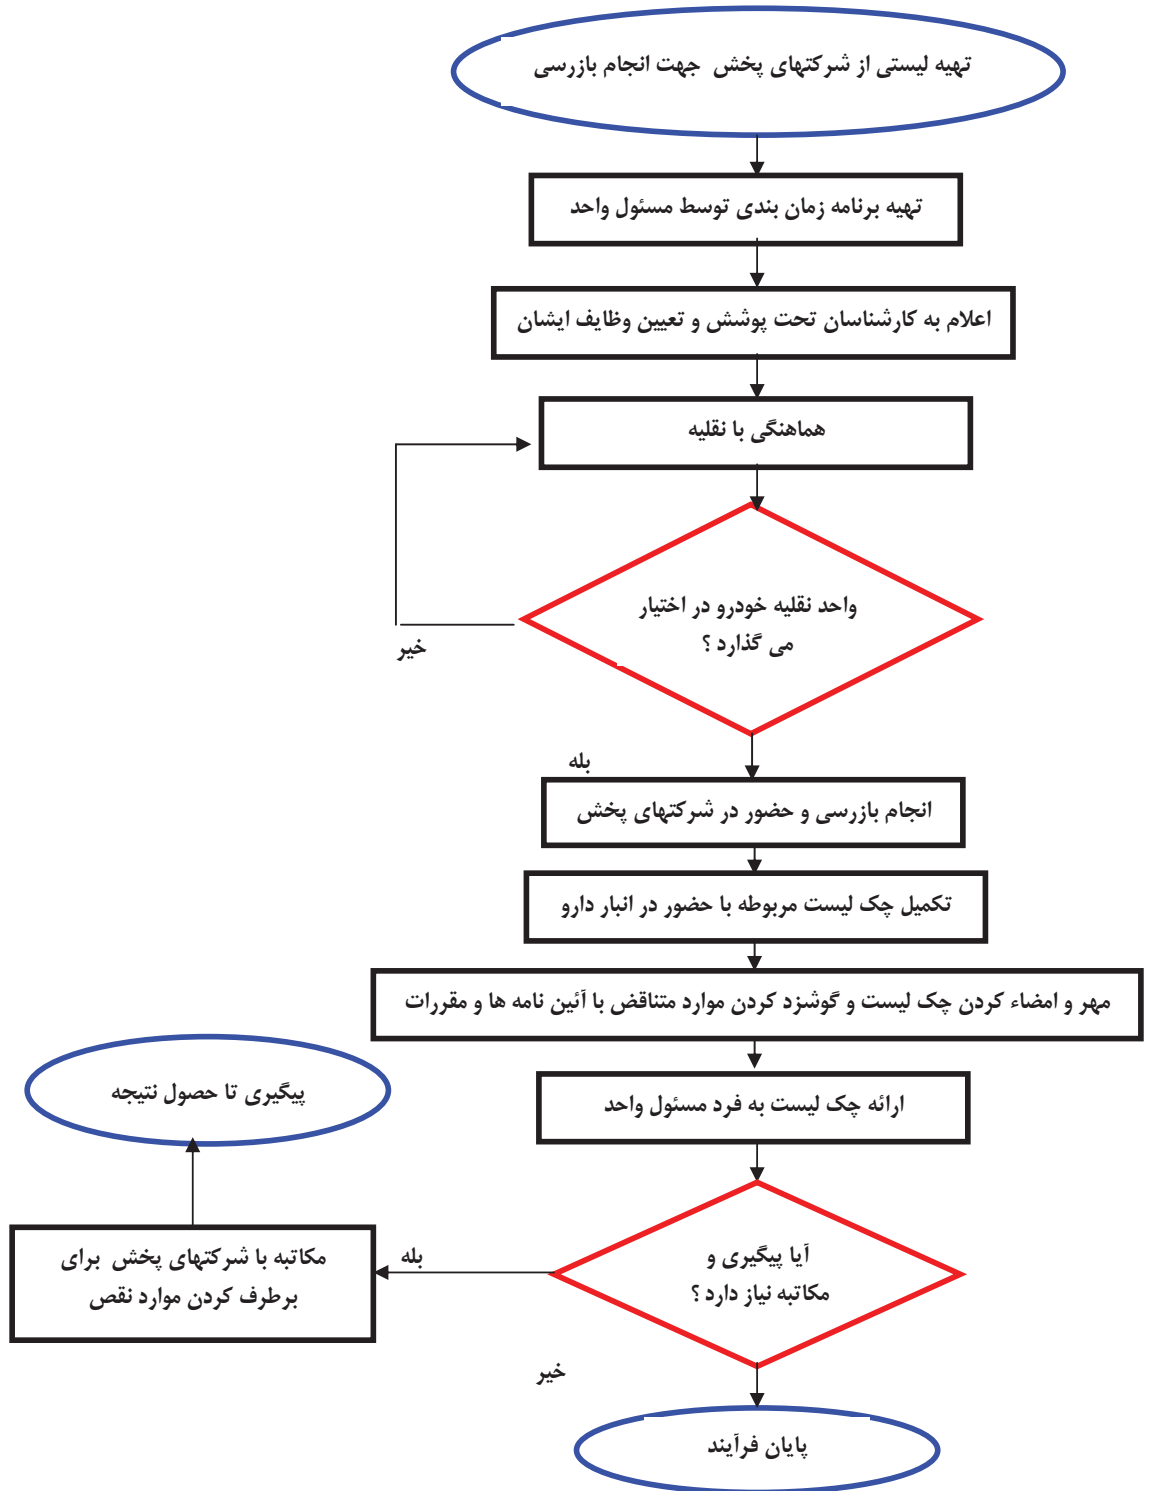 تهیه لیستی از شرکتهای پخش جهت انجام بازرسی
تهیه برنامه زمان بندی توسط مسئول واحد
اعلام به کارشناسان تحت پوشش و تعیین وظایف ایشان
هماهنگی با نقلیه
واحد نقلیه خودرو در اختیار
می گذارد ؟
خیر
بله
انجام بازرسی و حضور در شرکتهای پخش
تکمیل چک لیست مربوطه با حضور در انبار دارو
مهر و امضاء کردن چک لیست و گوشزد کردن موارد متناقض با آئین نامه ها و مقررات
ارائه چک لیست به فرد مسئول واحد
پیگیری تا حصول نتیجه
آیا پیگیری و
مکاتبه نیاز دارد ؟
بله
مکاتبه با شرکتهای پخش برای
برطرف کردن موارد نقص
خیر
پایان فرآیند